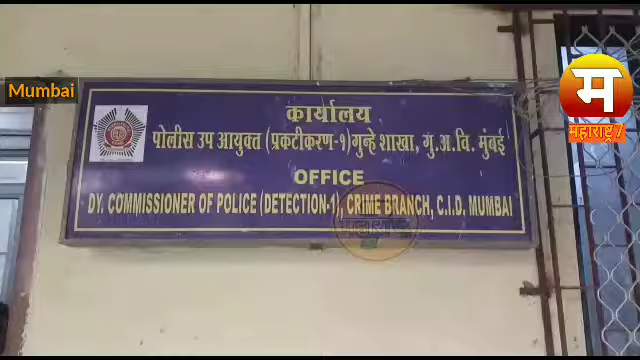 Mumbai
म
महाराष्ट्र 7
कार्यालय
पोलीस उप आयुक्त (प्रकटीकरण-१) गुन्हे शाखा, गु.अ.वि. मुंबई
OFFICE
DY. COMMISSIONER OF POLICE (DETECTION-1), CRIME BRANCH, C.I.D. MUMBAI